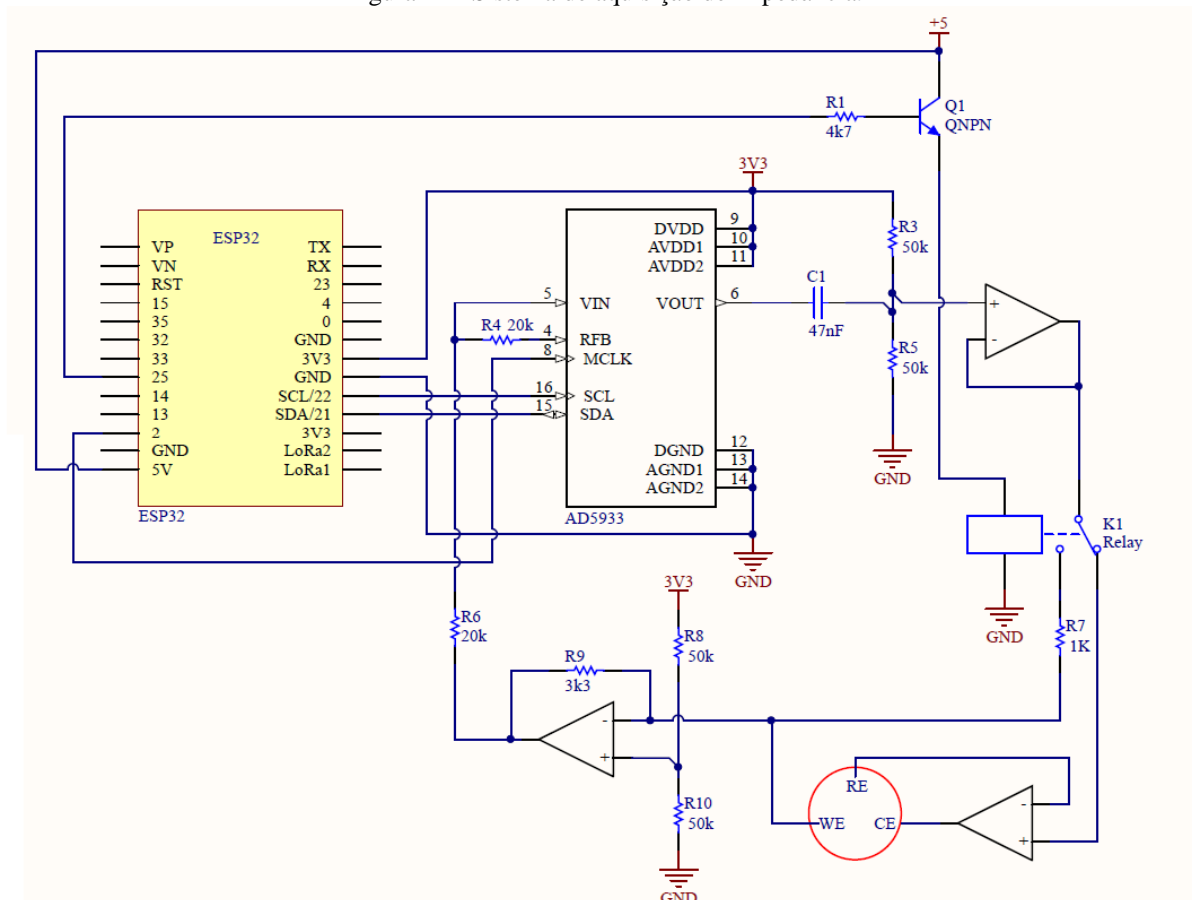 +5
R1
4k7
Q1
QNPN
3V3
ESP32
VP
VN
RST
15
35
32
33
25
14
13
2
GND
5V
TX
RX
23
4
0
GND
3V3
GND
SCL/22
SDA/21
3V3
LoRa2
LoRa1
ESP32
5 VIN
R4 20k
4 RFB
8 MCLK
16 SCL
15 SDA
DVDD 9
AVDD1 10
AVDD2 11
VOUT 6
DGND 12
AGND1 13
AGND2 14
AD5933
GND
C1
47nF
R3
50k
R5
50k
GND
+
-
K1
Relay
GND
R7
1K
R6
20k
R9
3k3
-
+
3V3
R8
50k
R10
50k
GND
RE
WE
CE
-
+